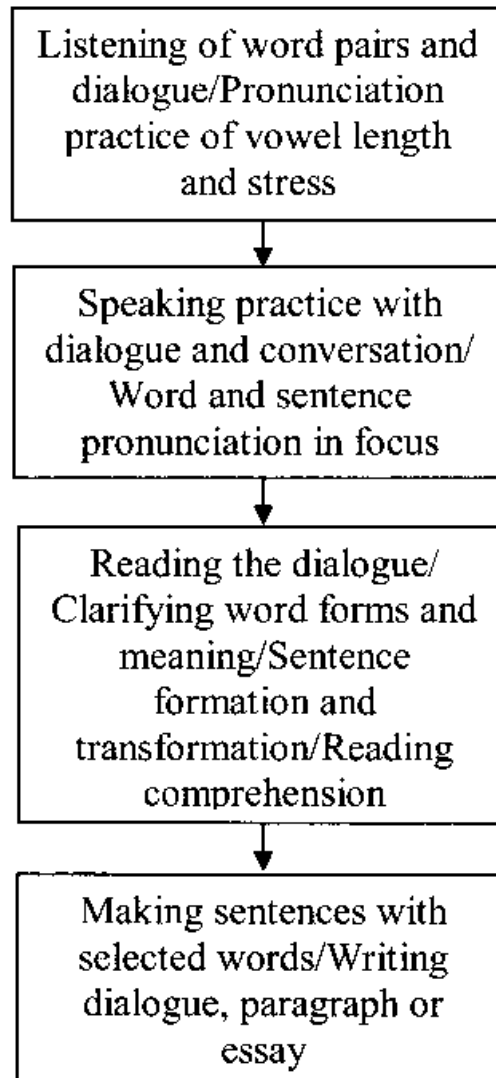 Listening of word pairs and
dialogue/Pronunciation
practice of vowel length
and stress
Speaking practice with
dialogue and conversation/
Word and sentence
pronunciation in focus
Reading the dialogue/
Clarifying word forms and
meaning/Sentence
formation and
transformation/Reading
comprehension
Making sentences with
selected words/Writing
dialogue, paragraph or
essay